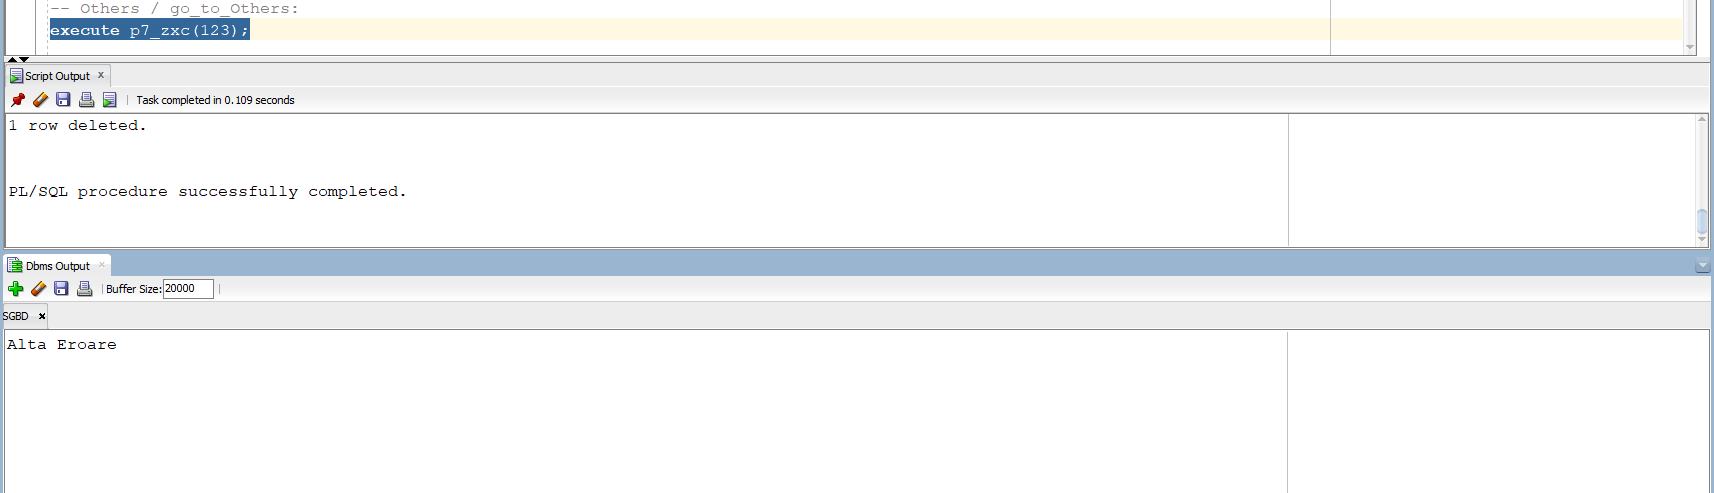 -- Others / go_to_Others:
execute p7_zxc(123);
Script Output x
Task completed in 0.109 seconds
1 row deleted.
PL/SQL procedure successfully completed.
Dbms Output x
Buffer Size: 20000
SGBD x
Alta Eroare